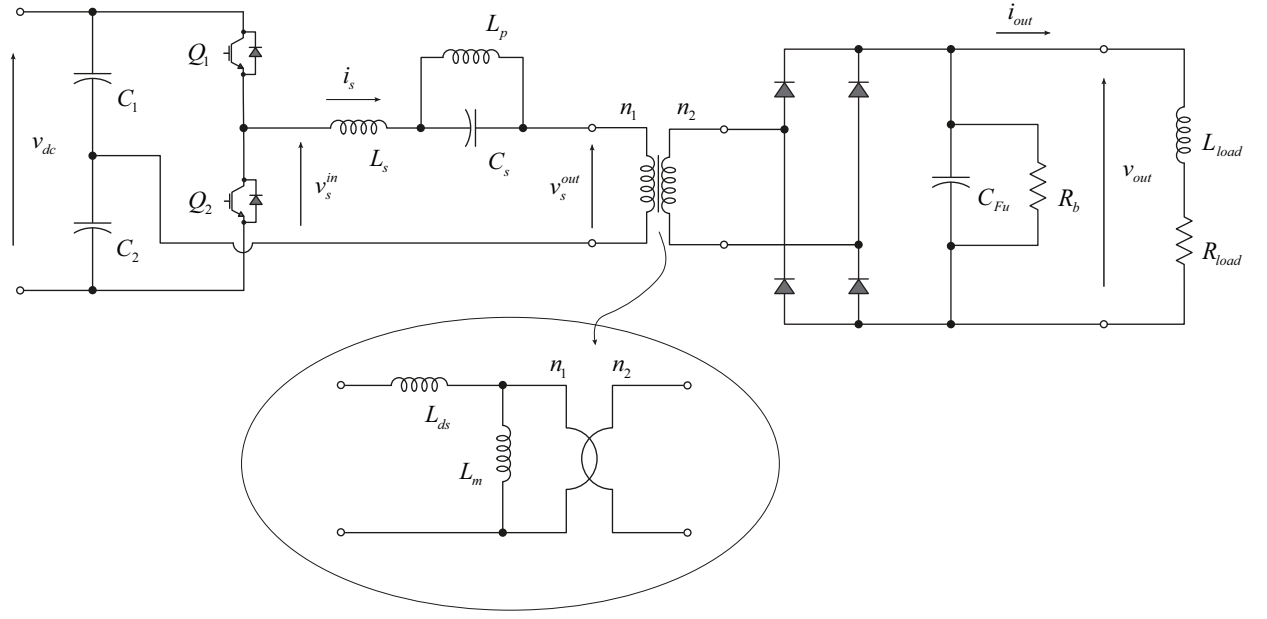 i_out
L_p
Q_1
n_1 n_2
i_s
C_1
L_load
v_dc
L_s
C_s
v_out
v_s^in
v_s^out
C_Fu
R_b
Q_2
C_2
R_load
n_1 n_2
L_ds
L_m